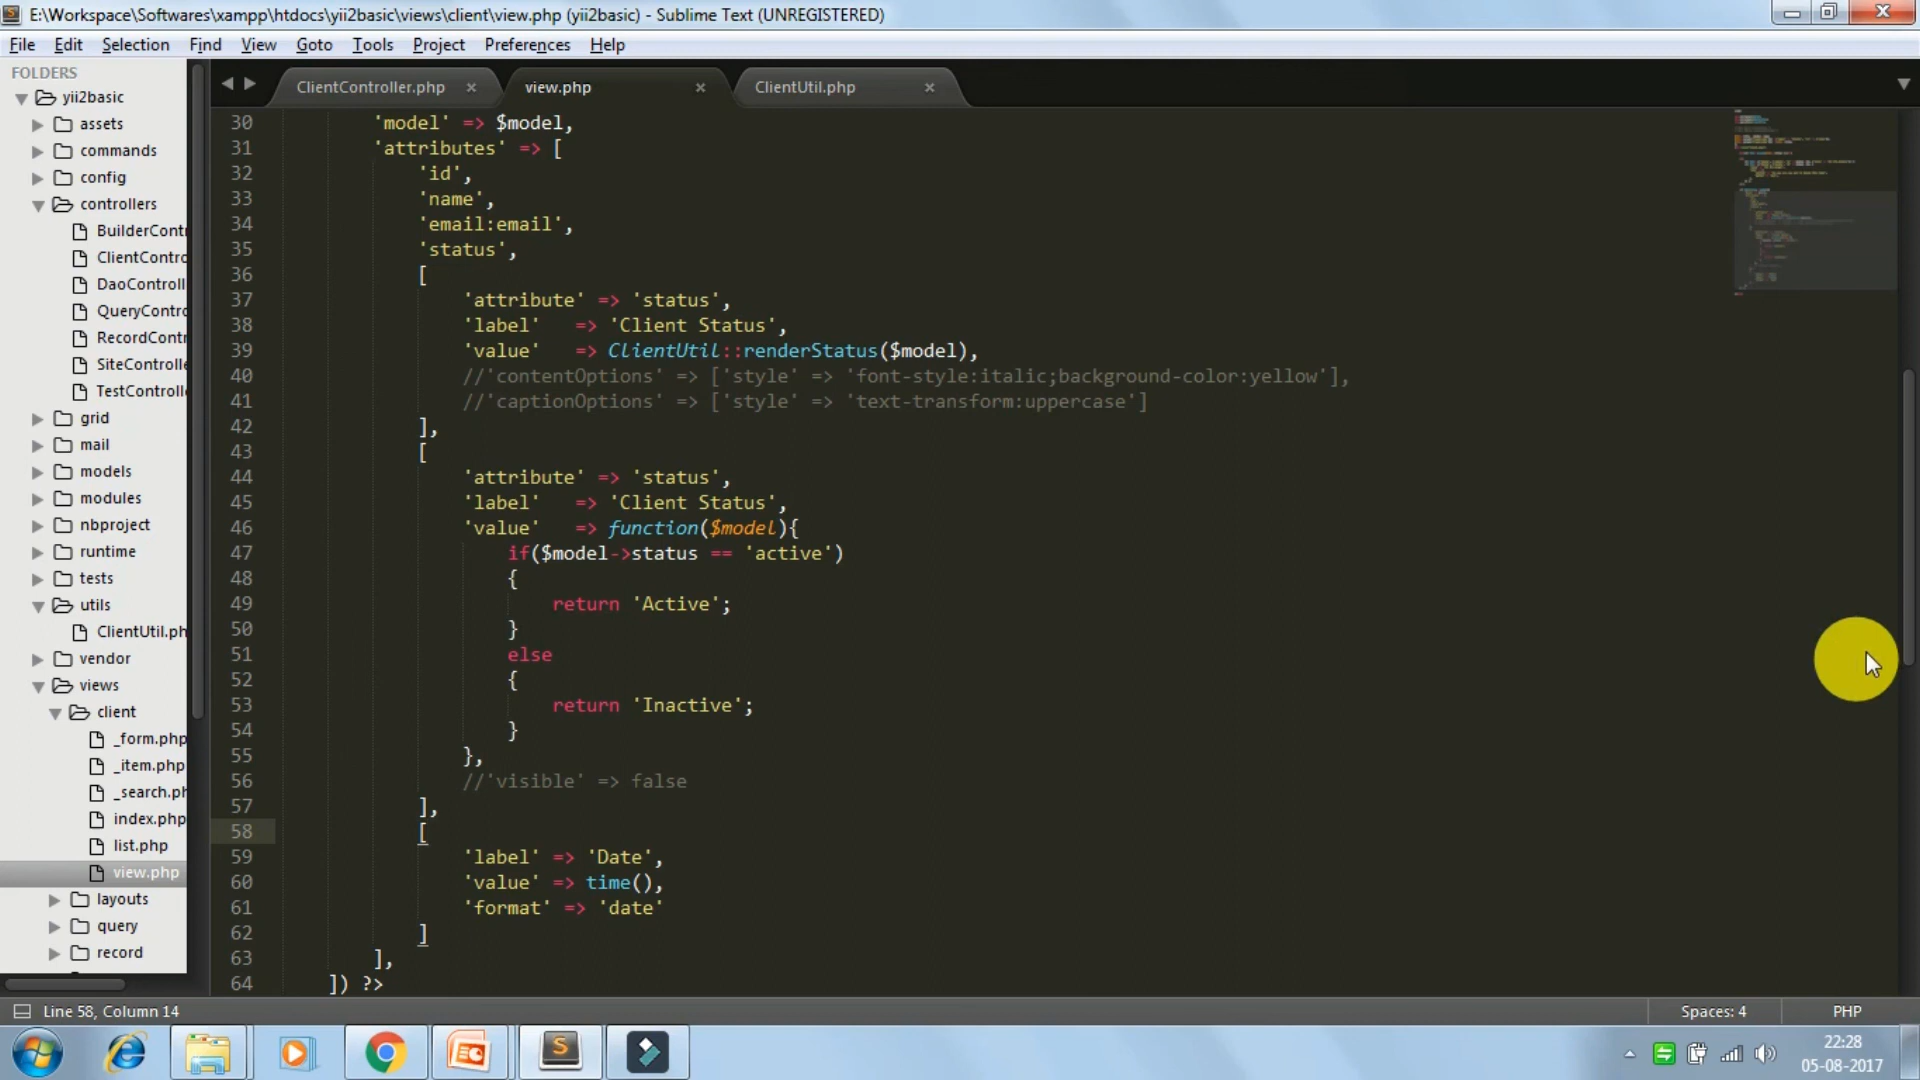 E:\Workspace\Softwares\xampp\htdocs\yii2basic\views\client\view.php (yii2basic) - Sublime Text (UNREGISTERED)
File Edit Selection Find View Goto Tools Project Preferences Help
FOLDERS
yii2basic
assets
commands
config
controllers
BuilderContr
ClientContro
DaoControll
QueryContro
RecordContr
SiteControlle
TestControlle
grid
mail
models
modules
nbproject
runtime
tests
utils
ClientUtil.ph
vendor
views
client
_form.php
_item.php
_search.ph
index.php
list.php
view.php
layouts
query
record
ClientController.php × view.php × ClientUtil.php ×
30 'model' => $model,
31 'attributes' => [
32 'id',
33 'name',
34 'email:email',
35 'status',
36 [
37 'attribute' => 'status',
38 'label' => 'Client Status',
39 'value' => ClientUtil::renderStatus($model),
40 //'contentOptions' => ['style' => 'font-style:italic;background-color:yellow'],
41 //'captionOptions' => ['style' => 'text-transform:uppercase']
42 ],
43 [
44 'attribute' => 'status',
45 'label' => 'Client Status',
46 'value' => function($model){
47 if($model->status == 'active')
48 {
49 return 'Active';
50 }
51 else
52 {
53 return 'Inactive';
54 }
55 },
56 //'visible' => false
57 ],
58 [
59 'label' => 'Date',
60 'value' => time(),
61 'format' => 'date'
62 ]
63 ],
64 ]) ?>
Line 58, Column 14 Spaces: 4 PHP
22:28
05-08-2017